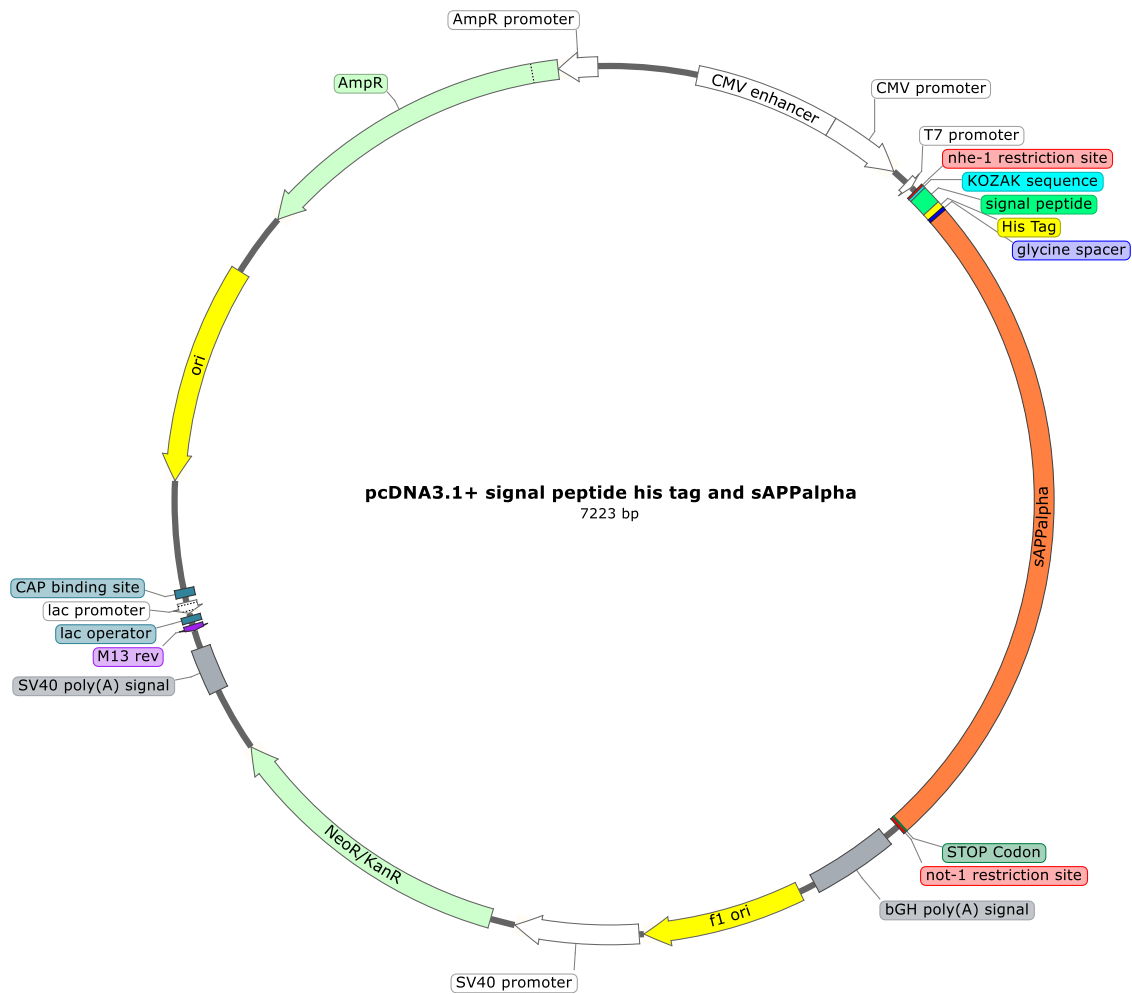 AmpR promoter
AmpR
CMV enhancer
CMV promoter
T7 promoter
nhe-1 restriction site
KOZAK sequence
signal peptide
His Tag
glycine spacer
ori
pcDNA3.1+ signal peptide his tag and sAPPalpha
7223 bp
sAPPalpha
CAP binding site
lac promoter
lac operator
M13 rev
SV40 poly(A) signal
NeoR/KanR
STOP Codon
not-1 restriction site
bGH poly(A) signal
f1 ori
SV40 promoter